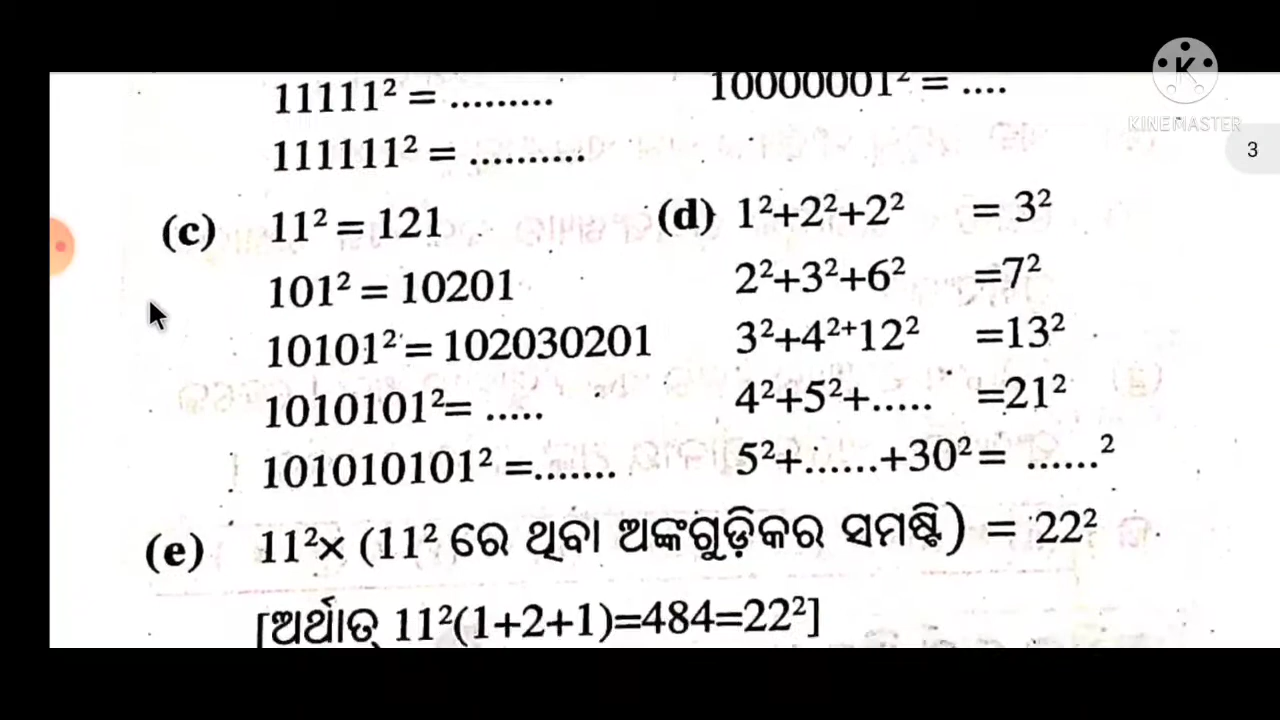 11111² = .........
10000001² = ....
111111² = ..........
KINEMASTER
3
(c) 11² = 121
101² = 10201
10101² = 102030201
1010101²= .....
101010101² =.......
(d) 1²+2²+2² = 3²
2²+3²+6² =7²
3²+4²⁺12² =13²
4²+5²+..... =21²
5²+......+30²= ......²
(e) 11²× (11² ରେ ଥିବା ଅଙ୍କଗୁଡ଼ିକର ସମଷ୍ଟି) = 22²
[ଅର୍ଥାତ୍ 11²(1+2+1)=484=22²]